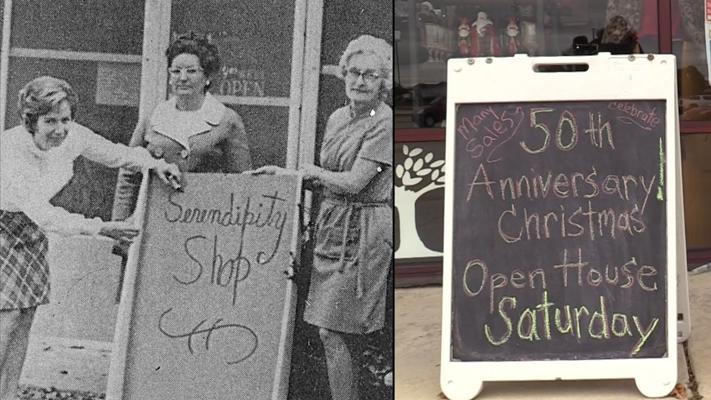 OPEN
Serendipity
Shop
Many
Sales
celebrate
50th
Anniversary
Christmas
Open House
Saturday